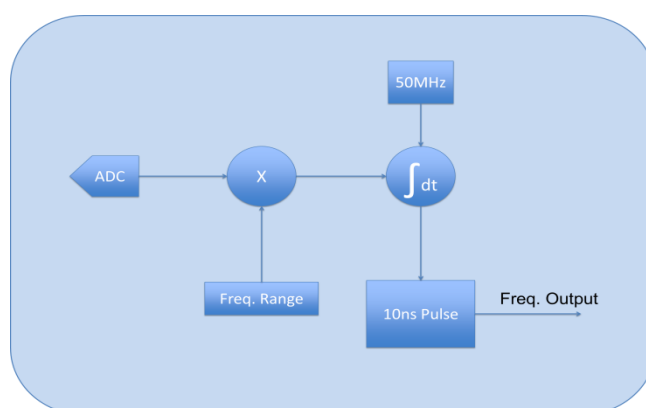 50MHz
ADC
X
∫dt
Freq. Range
10ns Pulse
Freq. Output